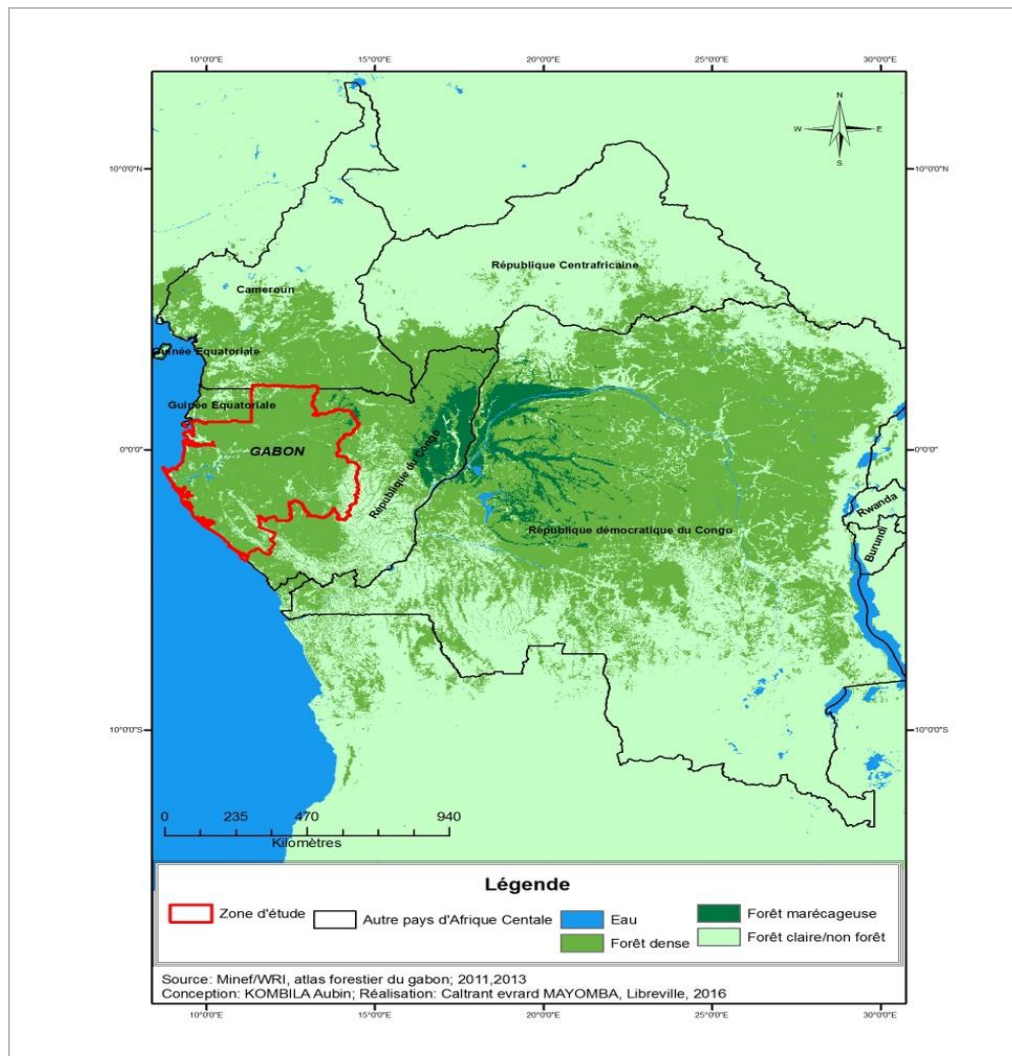 10°0'0"E 15°0'0"E 20°0'0"E 25°0'0"E 30°0'0"E
N
W E
S
10°0'0"N 10°0'0"N
République Centrafricaine
Cameroun
Guinée Equatoriale
Guinée Equatoriale
GABON
0°0'0" 0°0'0"
République du Congo
Rwanda
République démocratique du Congo
Burundi
10°0'0"S 10°0'0"S
0 235 470 940
Kilomètres
Légende
Zone d'étude
Autre pays d'Afrique Centale
Eau
Forêt dense
Forêt marécageuse
Forêt claire/non forêt
Source: Minef/WRI, atlas forestier du gabon; 2011,2013
Conception: KOMBILA Aubin; Réalisation: Caltrant evrard MAYOMBA, Libreville, 2016
10°0'0"E 15°0'0"E 20°0'0"E 25°0'0"E 30°0'0"E